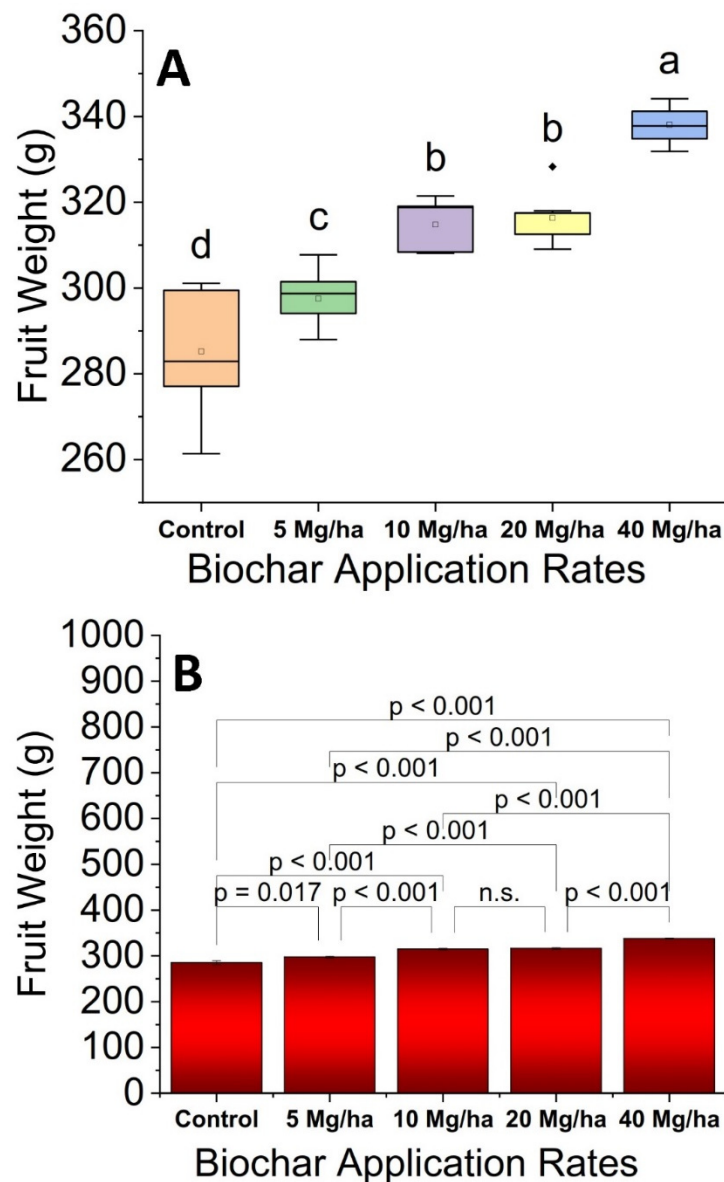 A
360
340
320
300
280
260
Fruit Weight (g)
d
c
b
b
a
Control 5 Mg/ha 10 Mg/ha 20 Mg/ha 40 Mg/ha
Biochar Application Rates
B
1000
900
800
700
600
500
400
300
200
100
0
Fruit Weight (g)
p < 0.001
p < 0.001
p < 0.001
p < 0.001
p < 0.001
p < 0.001
p = 0.017 p < 0.001 n.s. p < 0.001
Control 5 Mg/ha 10 Mg/ha 20 Mg/ha 40 Mg/ha
Biochar Application Rates